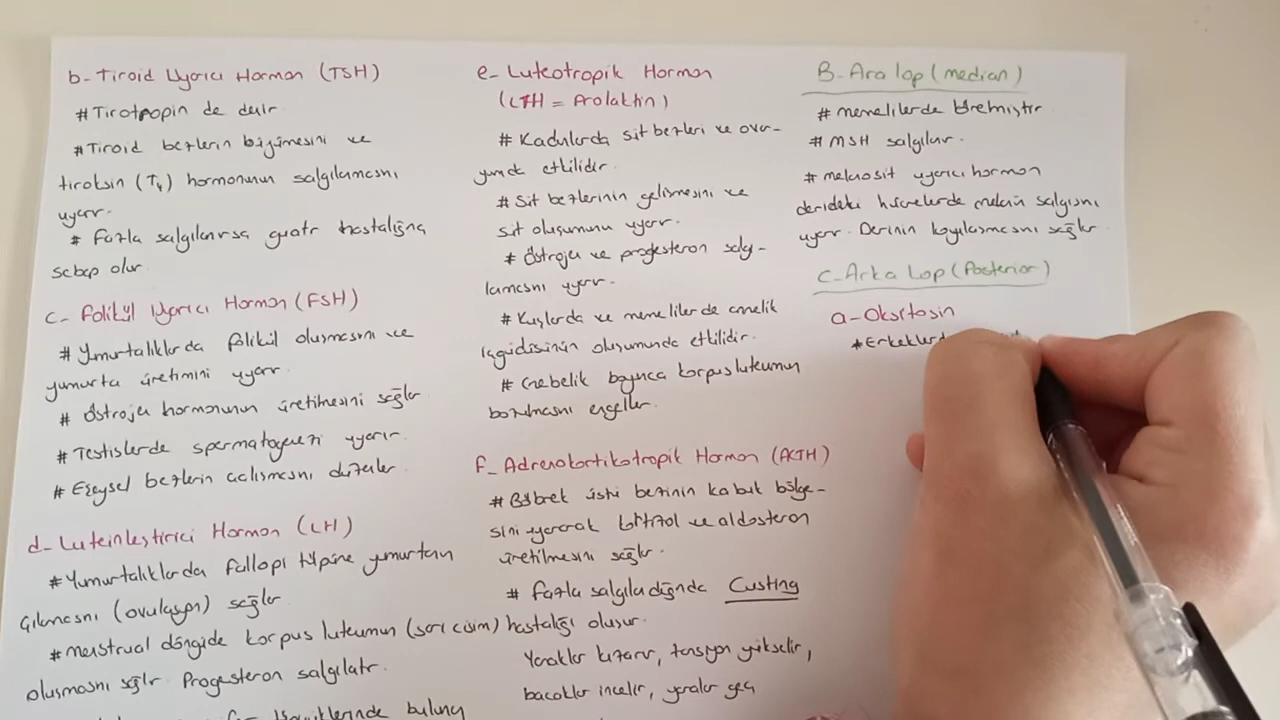 b- Tiroid Uyarıcı Hormon (TSH)
# Tirotropin de denir
# Tiroid bezlerin büyümesini ve
tiroksin (T4) hormonunun salgılanmasını
uyarır.
# Fazla salgılanırsa guatr hastalığına
sebep olur
c- Folikül Uyarıcı Hormon (FSH)
# Yumurtalıklarda folikül oluşmasını ve
yumurta üretimini uyarır.
# Östrojen hormonunun üretilmesini sağlar
# Testislerde spermatogenezi uyarır.
# Eşeysel bezlerin çalışmasını düzenler
d- Luteinleştirici Hormon (LH)
# Yumurtalıklarda fallopi tüpüne yumurtanın
çıkmasını (ovulasyon) sağlar
# menstrual döngüde korpus luteumun (sarı cisim)
oluşmasını sağlar. Progesteron salgılatır.
bulunup
e- Luteotropik Hormon
(LTH = Prolaktin)
# Kadınlarda süt bezleri ve ovar-
yumda etkilidir.
# Süt bezlerinin gelişmesini ve
süt oluşumunu uyarır.
# Östrojen ve progesteron salgı-
lanmasını uyarır.
# Kuşlarda ve memelilerde annelik
içgüdüsünün oluşumunda etkilidir.
# Gebelik boyunca korpus luteumun
bozulmasını engeller.
f- Adrenokortikotropik Hormon (ACTH)
# Böbrek üstü bezinin kabuk bölge-
sini uyararak kortizol ve aldosteron
üretilmesini sağlar.
# Fazla salgılandığında Custing
hastalığı oluşur.
Yanaklar kızarır, tansiyon yükselir,
bacaklar incelir, yaralar geç
B- Ara lop (median)
# memelilerde körelmiştir
# MSH salgılar.
# melanosit uyarıcı hormon
derideki hücrelerde melanin salgısını
uyarır. Derinin koyulaşmasını sağlar
C- Arka Lop (Posterior)
a- Oksitosin